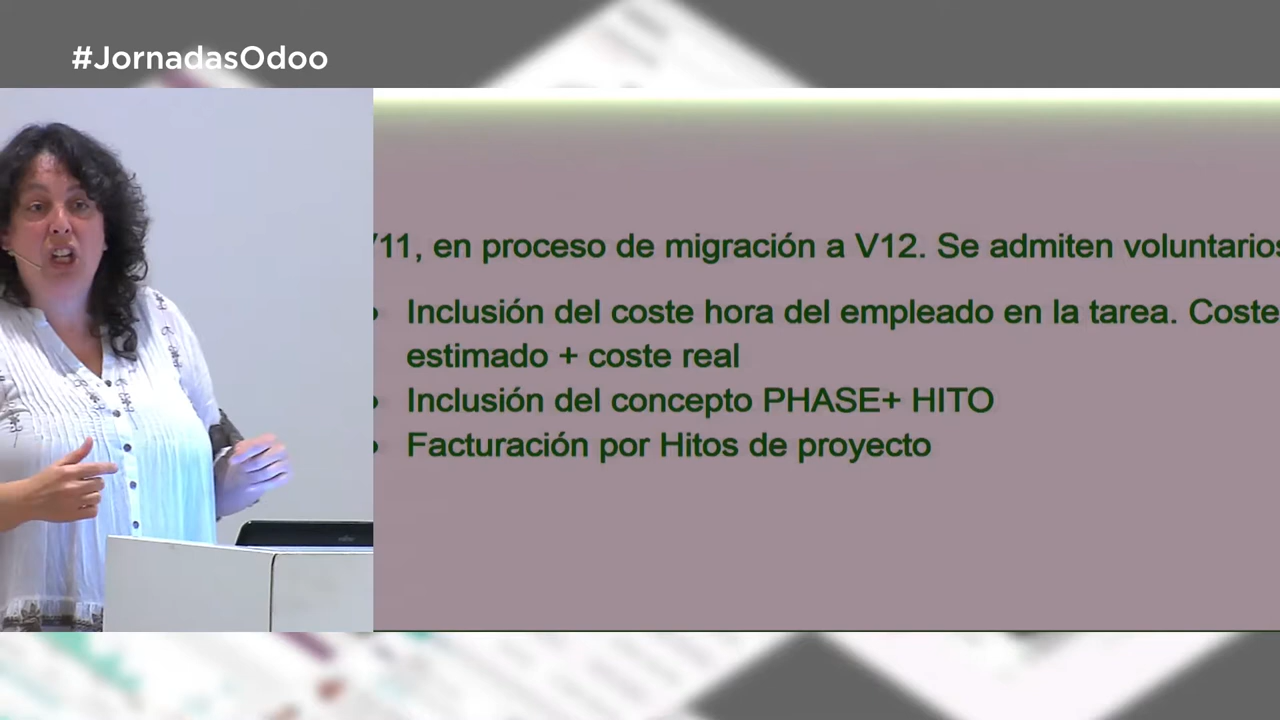 #JornadasOdoo
11, en proceso de migración a V12. Se admiten voluntarios
Inclusión del coste hora del empleado en la tarea. Coste
estimado + coste real
Inclusión del concepto PHASE+ HITO
Facturación por Hitos de proyecto